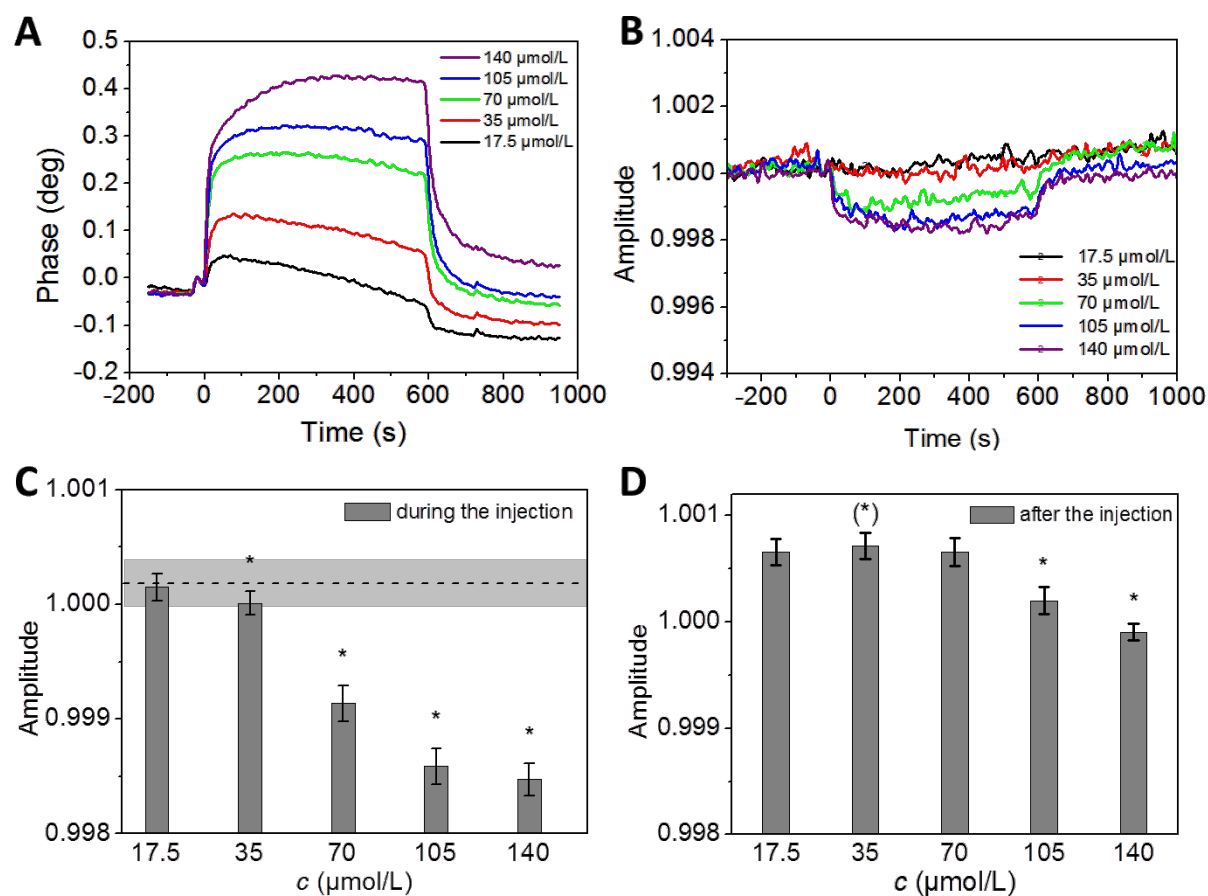 A
0.5
0.4
0.3
0.2
0.1
0.0
-0.1
-0.2
Phase (deg)
140 µmol/L
105 µmol/L
70 µmol/L
35 µmol/L
17.5 µmol/L
-200 0 200 400 600 800 1000
Time (s)
B
1.004
1.002
1.000
0.998
0.996
0.994
Amplitude
2 17.5 µmol/L
2 35 µmol/L
70 µmol/L
105 µmol/L
2 140 µmol/L
-200 0 200 400 600 800 1000
Time (s)
C
1.001
1.000
0.999
0.998
Amplitude
during the injection
*
*
*
*
17.5 35 70 105 140
c (µmol/L)
D
1.001
1.000
0.999
0.998
Amplitude
after the injection
(*)
*
*
17.5 35 70 105 140
c (µmol/L)